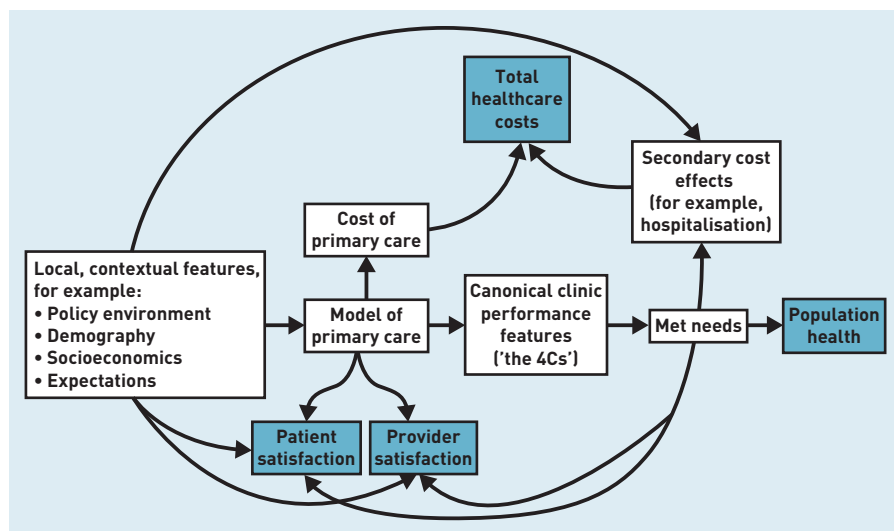 Total
healthcare
costs
Secondary cost
effects
(for example,
hospitalisation)
Cost of
primary care
Local, contextual features,
for example:
• Policy environment
• Demography
• Socioeconomics
• Expectations
Model of
primary care
Canonical clinic
performance
features
('the 4Cs')
Met needs
Population
health
Patient
satisfaction
Provider
satisfaction